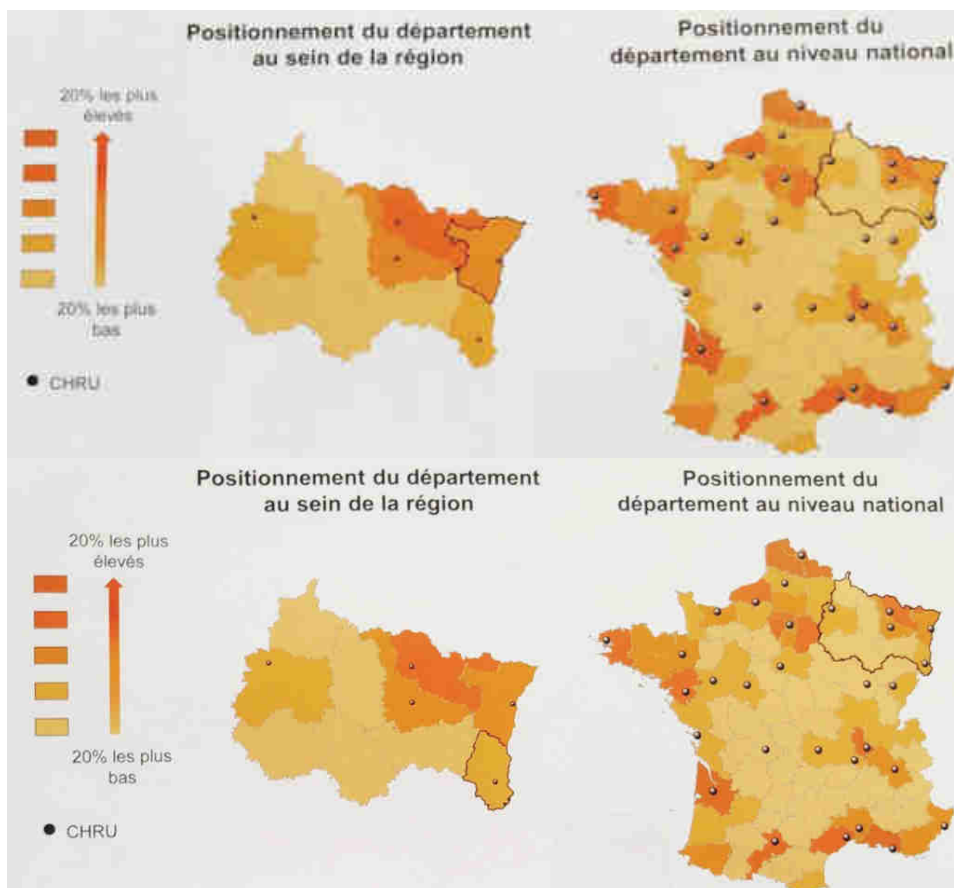 Positionnement du département
au sein de la région
Positionnement du
département au niveau national
20% les plus
élevés
20% les plus
bas
CHRU
Positionnement du département
au sein de la région
Positionnement du
département au niveau national
20% les plus
élevés
20% les plus
bas
CHRU